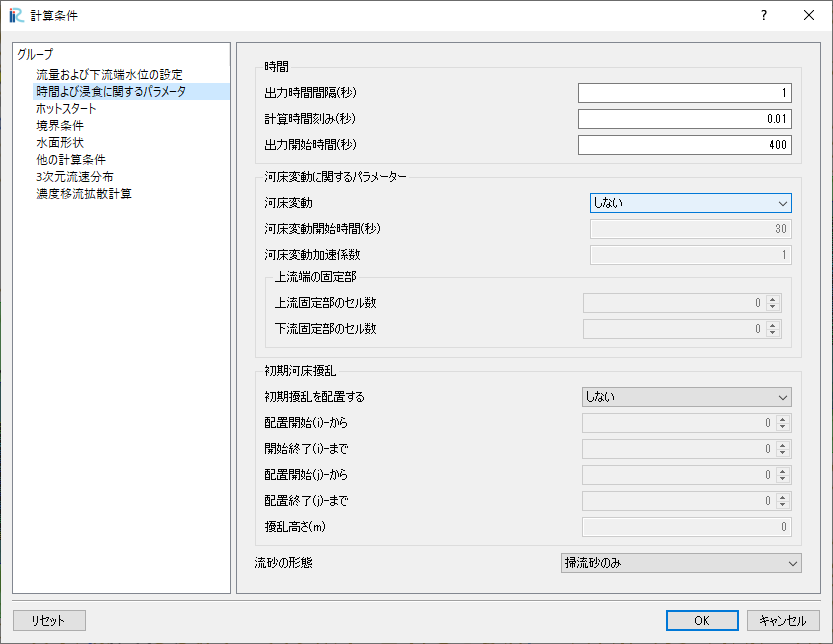 計算条件
グループ
流量および下流端水位の設定
時間よび浸食に関するパラメータ
ホットスタート
境界条件
水面形状
他の計算条件
3次元流速分布
濃度移流拡散計算
時間
出力時間間隔(秒) 1
計算時間刻み(秒) 0.01
出力開始時間(秒) 400
河床変動に関するパラメーター
河床変動 しない
河床変動開始時間(秒) 30
河床変動加速係数 1
上流端の固定部
上流固定部のセル数 0
下流固定部のセル数 0
初期河床擾乱
初期擾乱を配置する しない
配置開始(i)-から 0
開始終了(i)-まで 0
配置開始(j)-から 0
配置終了(j)-まで 0
擾乱高さ(m) 0
流砂の形態 掃流砂のみ
リセット OK キャンセル